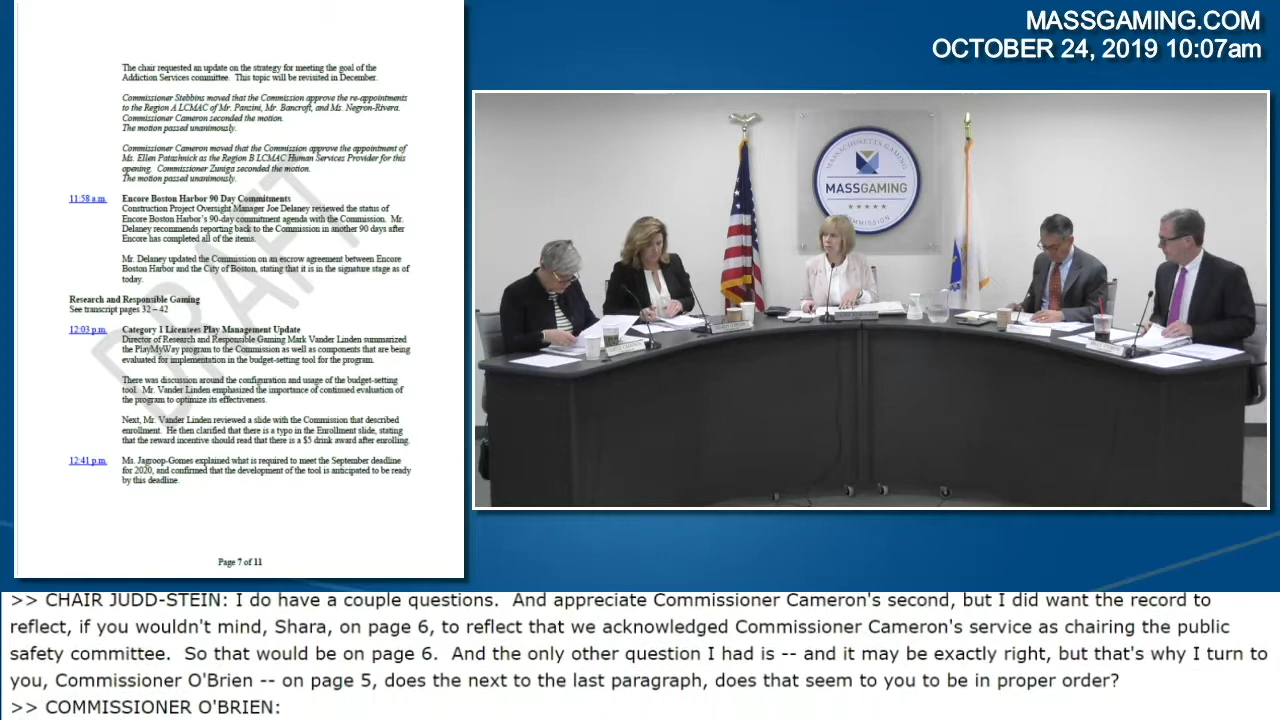 MASSGAMING.COM
OCTOBER 24, 2019 10:07am
The chair requested an update on the strategy for meeting the goal of the
Addiction Services committee. This topic will be revisited in December.
Commissioner Stebbins moved that the Commission approve the re-appointments
to the Region A LCMAC of Mr. Panzini, Mr. Bancroft, and Ms. Negron-Rivera.
Commissioner Cameron seconded the motion.
The motion passed unanimously.
Commissioner Cameron moved that the Commission approve the appointment of
Ms. Ellen Patashnick as the Region B LCMAC Human Services Provider for this
opening. Commissioner Zuniga seconded the motion.
The motion passed unanimously.
11:58 a.m. Encore Boston Harbor 90 Day Commitments
Construction Project Oversight Manager Joe Delaney reviewed the status of
Encore Boston Harbor's 90-day commitment agenda with the Commission. Mr.
Delaney recommends reporting back to the Commission in another 90 days after
Encore has completed all of the items.
Mr. Delaney updated the Commission on an escrow agreement between Encore
Boston Harbor and the City of Boston, stating that it is in the signature stage as of
today.
Research and Responsible Gaming
See transcript pages 32 – 42
12:03 p.m. Category 1 Licensees Play Management Update
Director of Research and Responsible Gaming Mark Vander Linden summarized
the PlayMyWay program to the Commission as well as components that are being
evaluated for implementation in the budget-setting tool for the program.
There was discussion around the configuration and usage of the budget-setting
tool. Mr. Vander Linden emphasized the importance of continued evaluation of
the program to optimize its effectiveness.
Next, Mr. Vander Linden reviewed a slide with the Commission that described
enrollment. He then clarified that there is a typo in the Enrollment slide, stating
that the reward incentive should read that there is a $5 drink award after enrolling.
12:41 p.m. Ms. Jagroop-Gomes explained what is required to meet the September deadline
for 2020, and confirmed that the development of the tool is anticipated to be ready
by this deadline.
DRAFT
Page 7 of 11
MASSACHUSETTS GAMING
MASSGAMING
COMMISSION
>> CHAIR JUDD-STEIN: I do have a couple questions. And appreciate Commissioner Cameron's second, but I did want the record to
reflect, if you wouldn't mind, Shara, on page 6, to reflect that we acknowledged Commissioner Cameron's service as chairing the public
safety committee. So that would be on page 6. And the only other question I had is -- and it may be exactly right, but that's why I turn to
you, Commissioner O'Brien -- on page 5, does the next to the last paragraph, does that seem to you to be in proper order?
>> COMMISSIONER O'BRIEN: